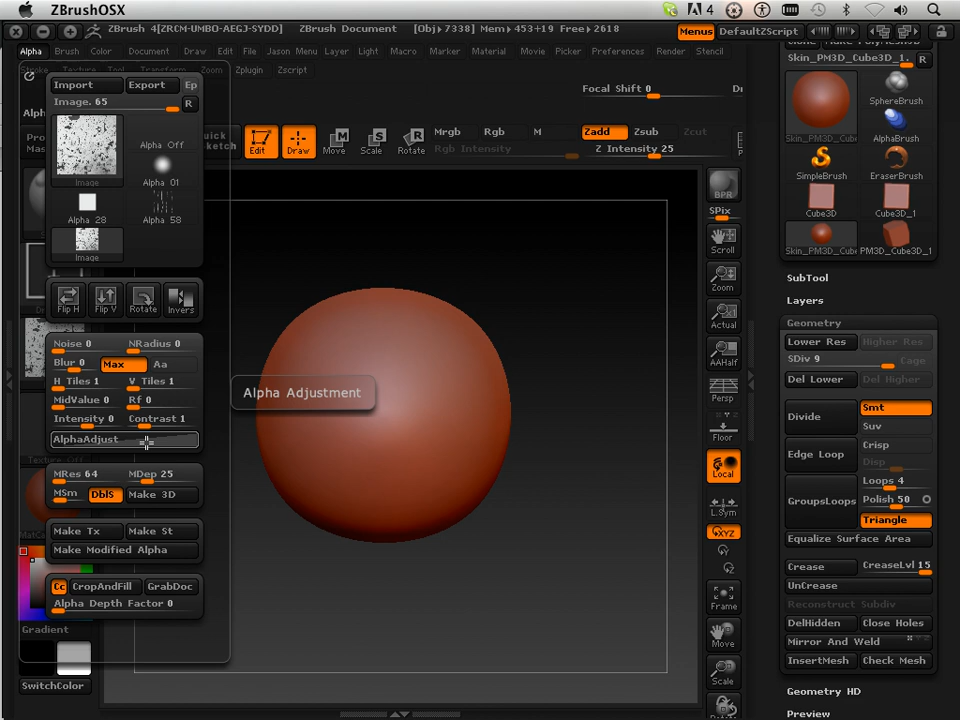 ZBrushOSX
4
ZBrush 4[ZRCM-UMBO-AEGJ-SYDD] ZBrush Document [Obj>7338] Mem>453+19 Free>2618 Menus DefaultZScript
Alpha Brush Color Document Draw Edit File Jason Menu Layer Light Macro Marker Material Movie Picker Preferences Render Stencil
Stroke Texture Tool Transform Zoom Zplugin Zscript
Import Export Ep
Image. 65 R
Image
Alpha Off
Alpha 01
Alpha 28
Alpha 58
Image
Flip H Flip V Rotate Invers
Noise 0 NRadius 0
Blur 0 Max Aa
H Tiles 1 V Tiles 1
MidValue 0 Rf 0
Intensity 0 Contrast 1
AlphaAdjust
MRes 64 MDep 25
MSm DblS Make 3D
Make Tx Make St
Make Modified Alpha
Cc CropAndFill GrabDoc
Alpha Depth Factor 0
Gradient
SwitchColor
Alpha Adjustment
Focal Shift 0
Edit Draw Move Scale Rotate
Mrgb Rgb M Zadd Zsub Zcut
Rgb Intensity Z Intensity 25
BPR
SPix
Scroll
Zoom
Actual
AAHalf
Persp
Floor
Local
L.Sym
XYZ
Frame
Move
Scale
Skin_PM3D_Cube3D_1. R
Skin_PM3D_Cube
SphereBrush
AlphaBrush
SimpleBrush EraserBrush
Cube3D Cube3D_1
Skin_PM3D_Cube PM3D_Cube3D_1
SubTool
Layers
Geometry
Lower Res Higher Res
SDiv 9 Cage
Del Lower Del Higher
Divide Smt
Suv
Edge Loop Crisp
Disp
GroupsLoops Loops 4
Polish 50
Triangle
Equalize Surface Area
Crease CreaseLvl 15
UnCrease
Reconstruct Subdiv
DelHidden Close Holes
Mirror And Weld
InsertMesh Check Mesh
Geometry HD
Preview